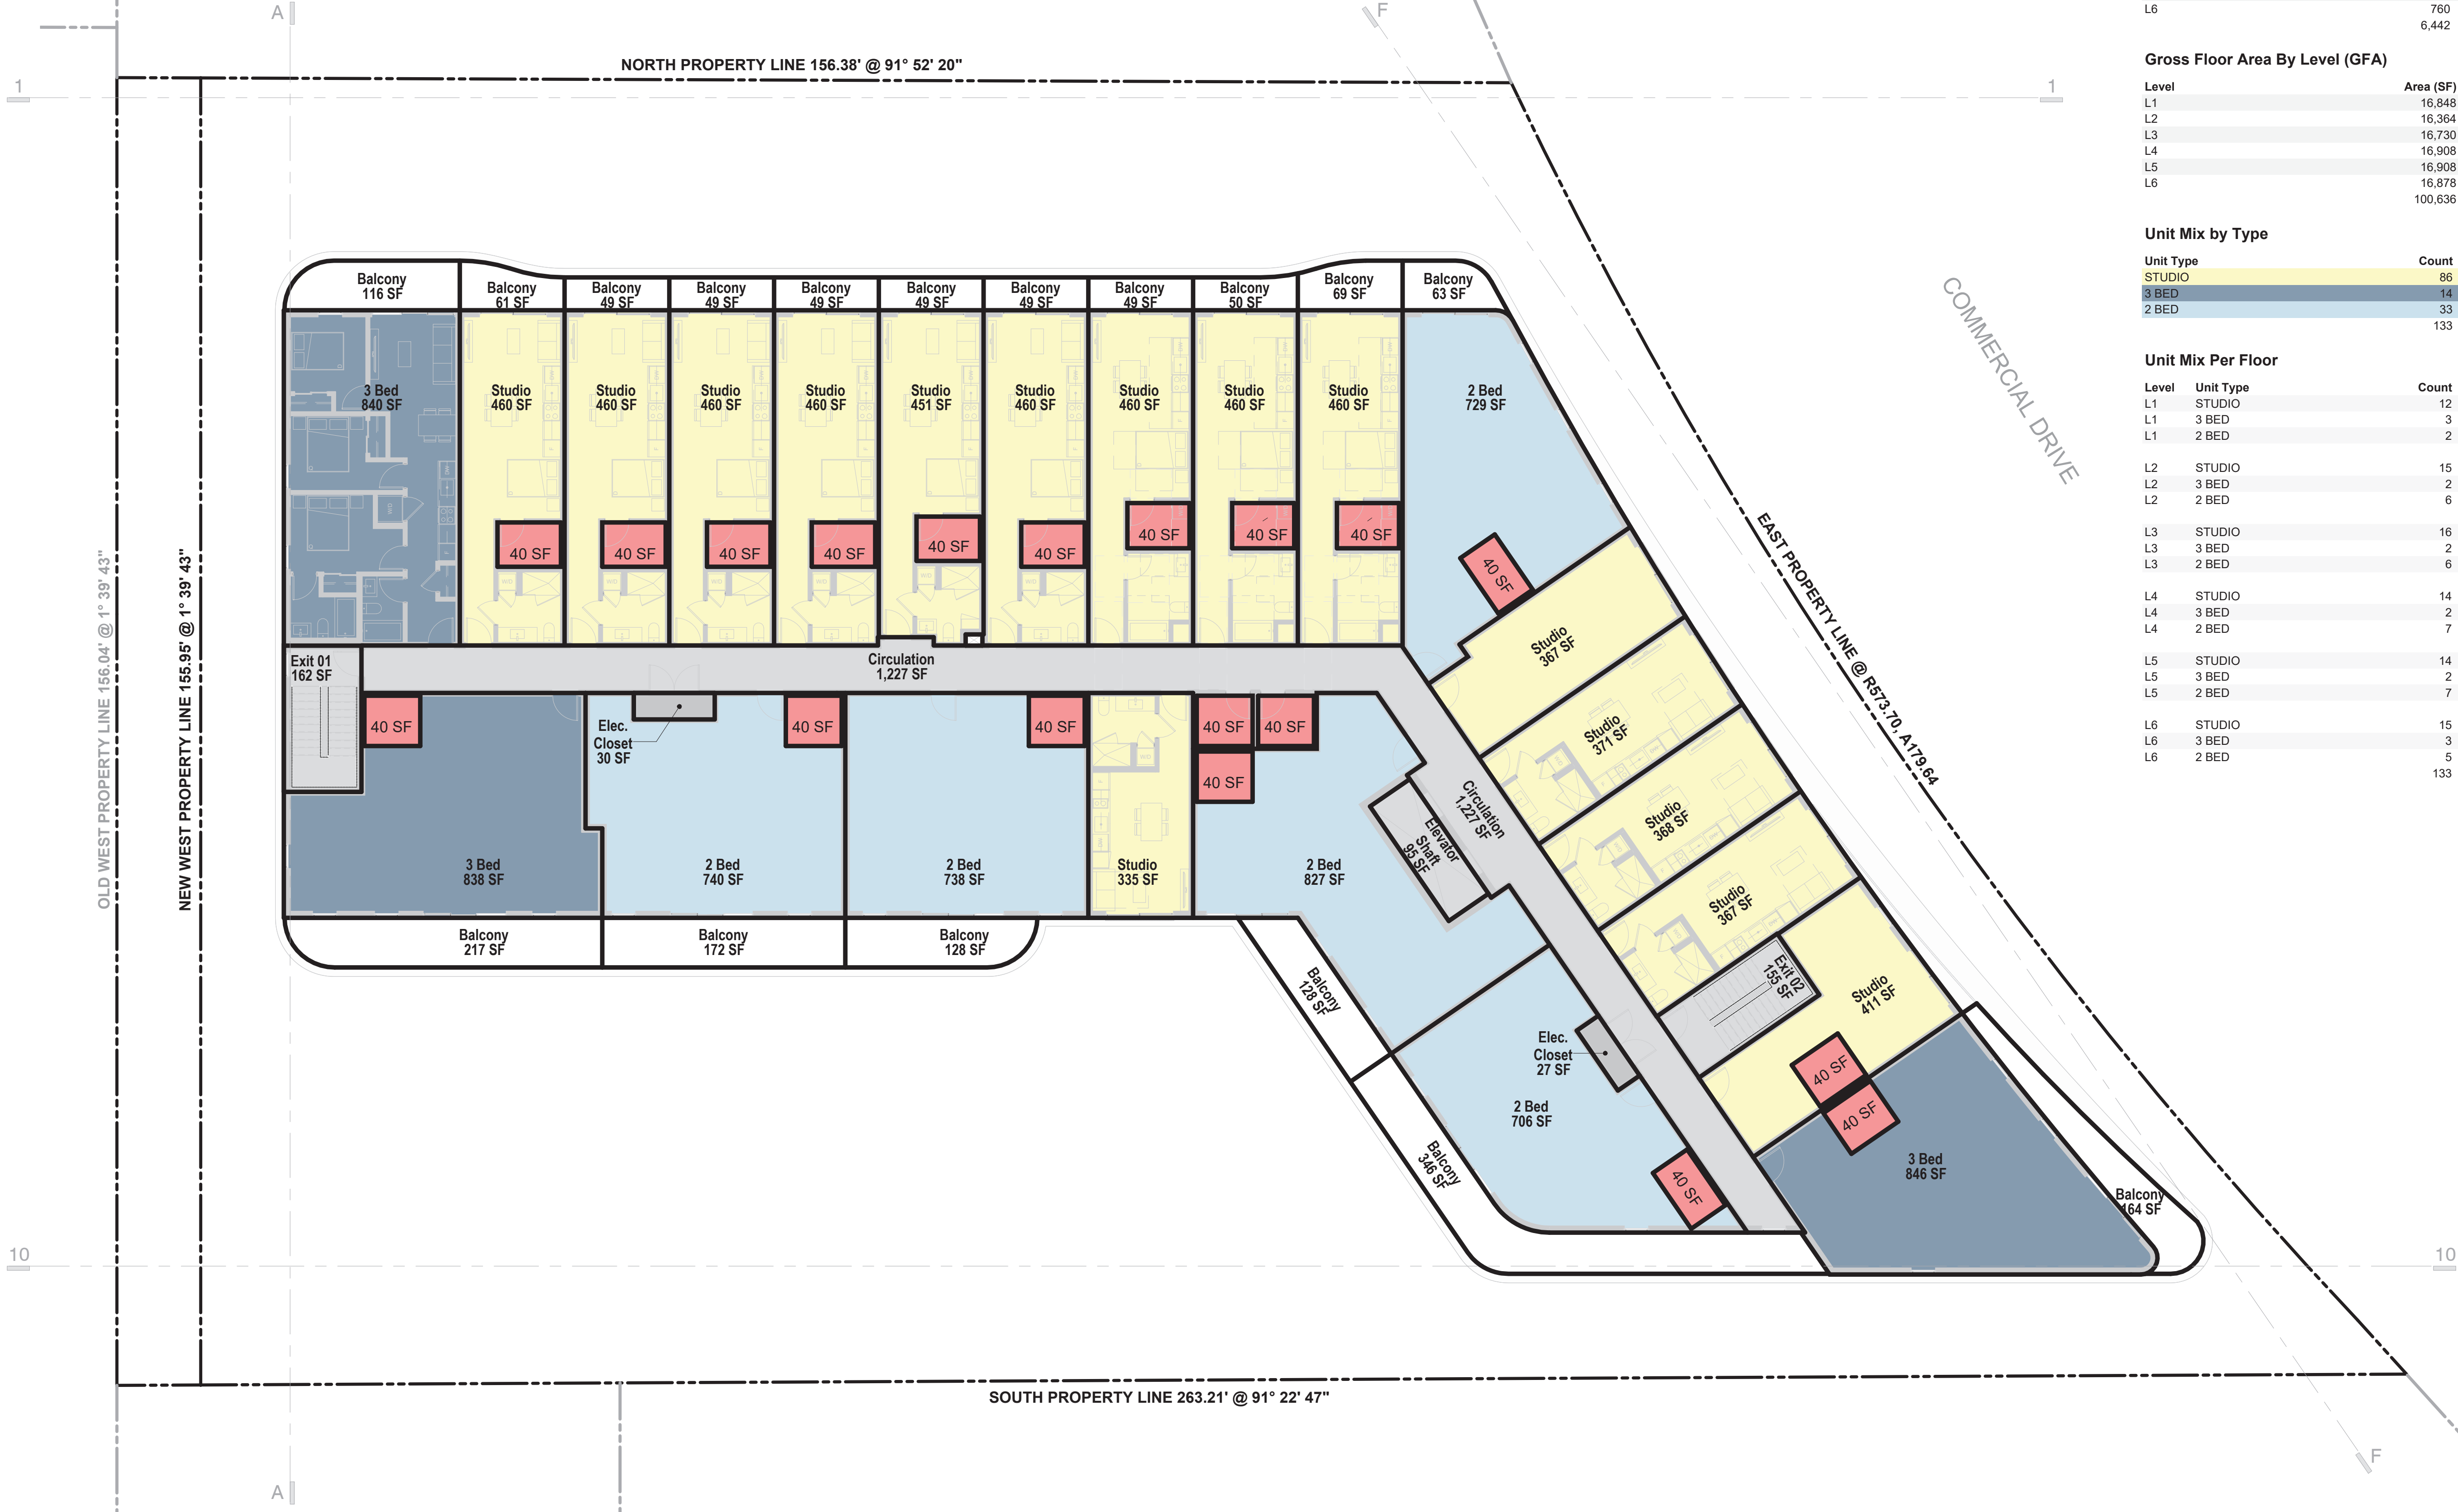 A
F
L6 760
6,442
NORTH PROPERTY LINE 156.38' @ 91° 52' 20"
Gross Floor Area By Level (GFA)
1
1
Level Area (SF)
L1 16,848
L2 16,364
L3 16,730
L4 16,908
L5 16,908
L6 16,878
100,636
Unit Mix by Type
Unit Type Count
STUDIO 86
3 BED 14
2 BED 33
133
Unit Mix Per Floor
Level Unit Type Count
L1 STUDIO 12
L1 3 BED 3
L1 2 BED 2
L2 STUDIO 15
L2 3 BED 2
L2 2 BED 6
L3 STUDIO 16
L3 3 BED 2
L3 2 BED 6
L4 STUDIO 14
L4 3 BED 2
L4 2 BED 7
L5 STUDIO 14
L5 3 BED 2
L5 2 BED 7
L6 STUDIO 15
L6 3 BED 3
L6 2 BED 5
133
COMMERCIAL DRIVE
EAST PROPERTY LINE @ R573.70, A179.64
OLD WEST PROPERTY LINE 156.04' @ 1° 39' 43"
NEW WEST PROPERTY LINE 155.95' @ 1° 39' 43"
Balcony
116 SF
Balcony
61 SF
Balcony
49 SF
Balcony
49 SF
Balcony
49 SF
Balcony
49 SF
Balcony
49 SF
Balcony
49 SF
Balcony
50 SF
Balcony
69 SF
Balcony
63 SF
3 Bed
840 SF
Studio
460 SF
Studio
460 SF
Studio
460 SF
Studio
460 SF
Studio
451 SF
Studio
460 SF
Studio
460 SF
Studio
460 SF
Studio
460 SF
2 Bed
729 SF
40 SF
40 SF
40 SF
40 SF
40 SF
40 SF
40 SF
40 SF
40 SF
40 SF
Exit 01
162 SF
Circulation
1,227 SF
Studio
367 SF
Studio
371 SF
Studio
368 SF
Studio
367 SF
Studio
411 SF
40 SF
Elec.
Closet
30 SF
40 SF
40 SF
40 SF
40 SF
40 SF
Circulation
1,227 SF
Elevator
Shaft
95 SF
3 Bed
838 SF
2 Bed
740 SF
2 Bed
738 SF
Studio
335 SF
2 Bed
827 SF
Balcony
217 SF
Balcony
172 SF
Balcony
128 SF
Balcony
128 SF
Exit 02
155 SF
Elec.
Closet
27 SF
40 SF
40 SF
2 Bed
706 SF
Balcony
346 SF
40 SF
3 Bed
846 SF
Balcony
164 SF
10
10
SOUTH PROPERTY LINE 263.21' @ 91° 22' 47"
A
F